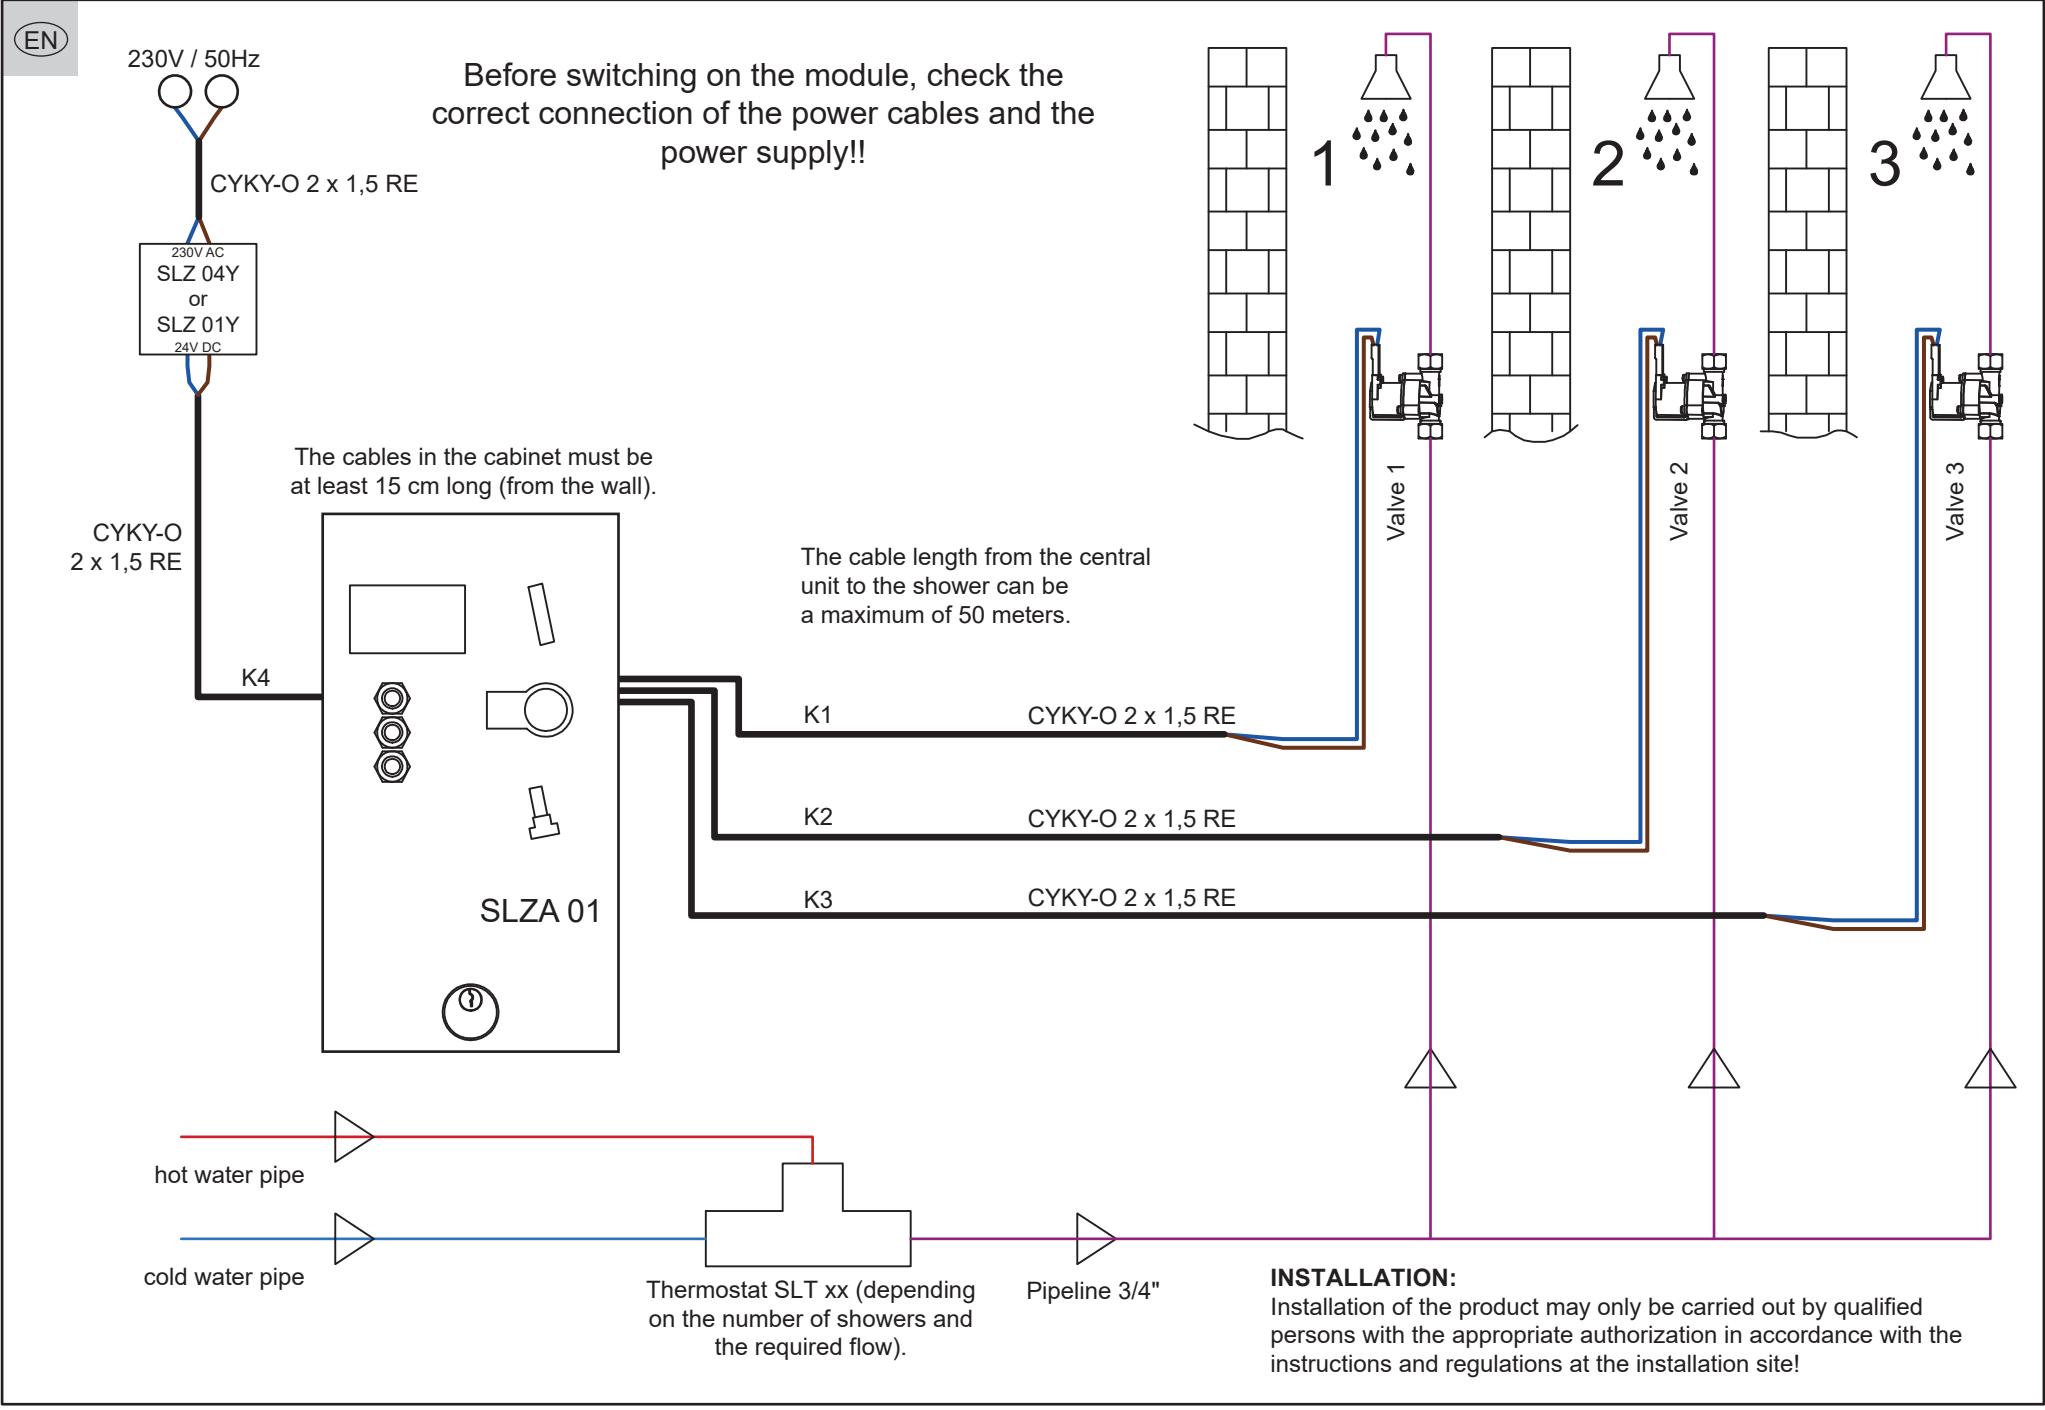 EN
230V / 50Hz
Before switching on the module, check the
correct connection of the power cables and the
power supply!!
CYKY-O 2 x 1,5 RE
230V AC
SLZ 04Y
or
SLZ 01Y
24V DC
1
2
3
The cables in the cabinet must be
at least 15 cm long (from the wall).
CYKY-O
2 x 1,5 RE
K4
The cable length from the central
unit to the shower can be
a maximum of 50 meters.
Valve 1
Valve 2
Valve 3
K1
CYKY-O 2 x 1,5 RE
K2
CYKY-O 2 x 1,5 RE
K3
CYKY-O 2 x 1,5 RE
SLZA 01
hot water pipe
cold water pipe
Thermostat SLT xx (depending
on the number of showers and
the required flow).
Pipeline 3/4"
INSTALLATION:
Installation of the product may only be carried out by qualified
persons with the appropriate authorization in accordance with the
instructions and regulations at the installation site!